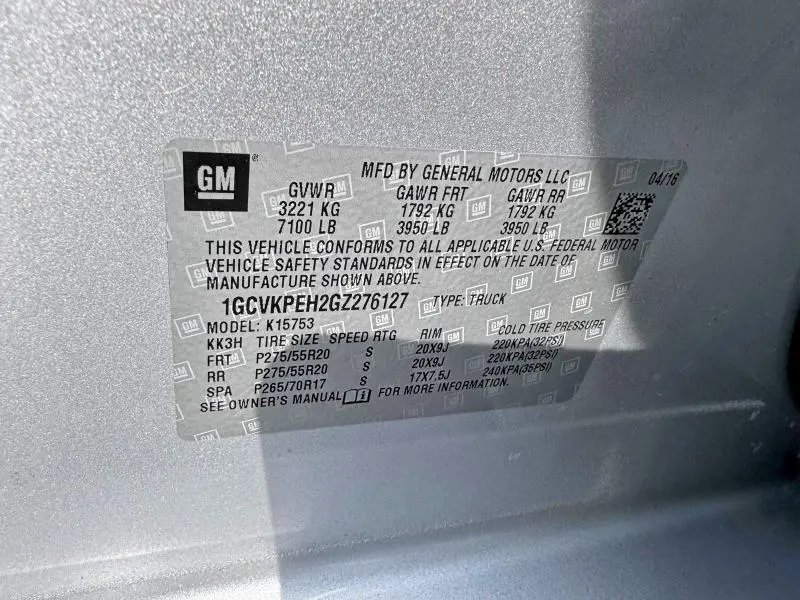 GM
MFD BY GENERAL MOTORS LLC 04/16
GVWR GAWR FRT GAWR RR
3221 KG 1792 KG 1792 KG
7100 LB 3950 LB 3950 LB
THIS VEHICLE CONFORMS TO ALL APPLICABLE U.S. FEDERAL MOTOR
VEHICLE SAFETY STANDARDS IN EFFECT ON THE DATE OF
MANUFACTURE SHOWN ABOVE.
1GCVKPEH2GZ276127 TYPE: TRUCK
MODEL: K15753
KK3H TIRE SIZE SPEED RTG RIM COLD TIRE PRESSURE
FRT P275/55R20 S 20X9J 220KPA(32PSI)
RR P275/55R20 S 20X9J 220KPA(32PSI)
SPA P265/70R17 S 17X7.5J 240KPA(35PSI)
SEE OWNER'S MANUAL FOR MORE INFORMATION.